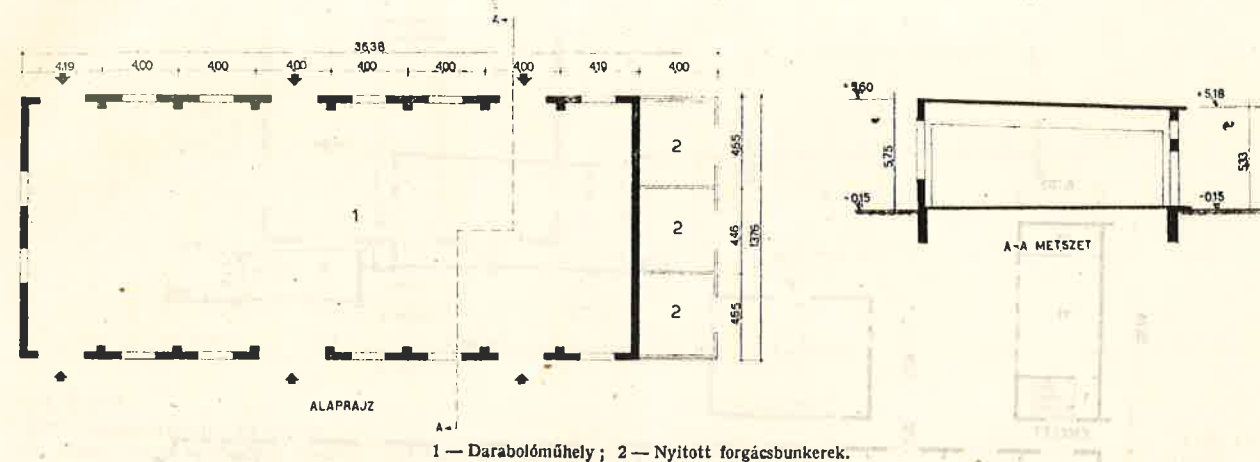 A-
36,38
4,19 4,00 4,00 4,00 4,00 4,00 4,00 4,19 4,00
2
4,65
1
2
4,46
13,76
2
4,65
ALAPRAJZ
A-
+5,60
+5,18
5,75
5,33
-0,15
-0,15
A-A METSZET
1 — Darabolóműhely ; 2 — Nyitott forgácsbunkerek.